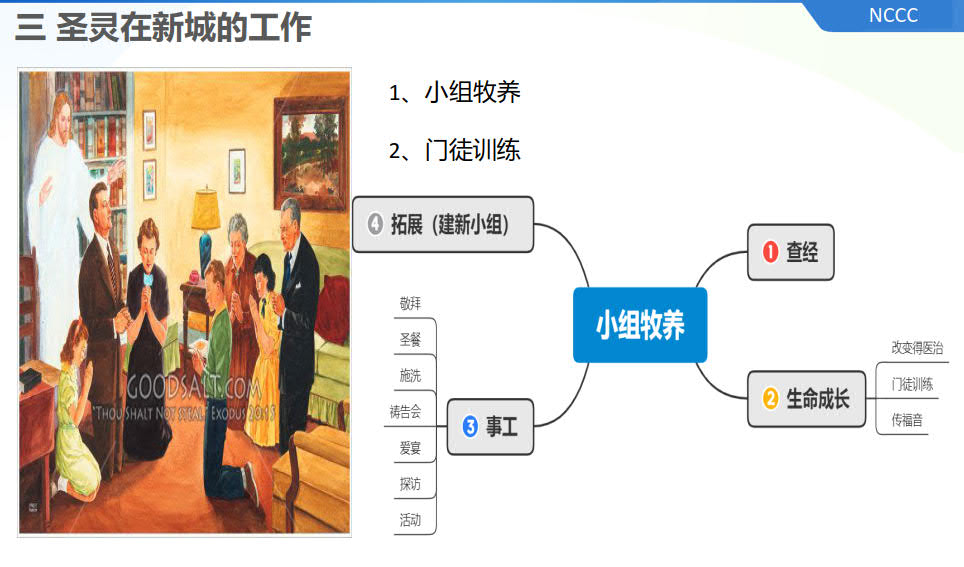 三 圣灵在新城的工作
NCCC
1、小组牧养
2、门徒训练
GOODSALT.COM
"THOU SHALT NOT STEAL" EXODUS 20:15
4 拓展（建新小组）
1 查经
小组牧养
2 生命成长
改变得医治
门徒训练
传福音
3 事工
敬拜
圣餐
施洗
祷告会
爱宴
探访
活动